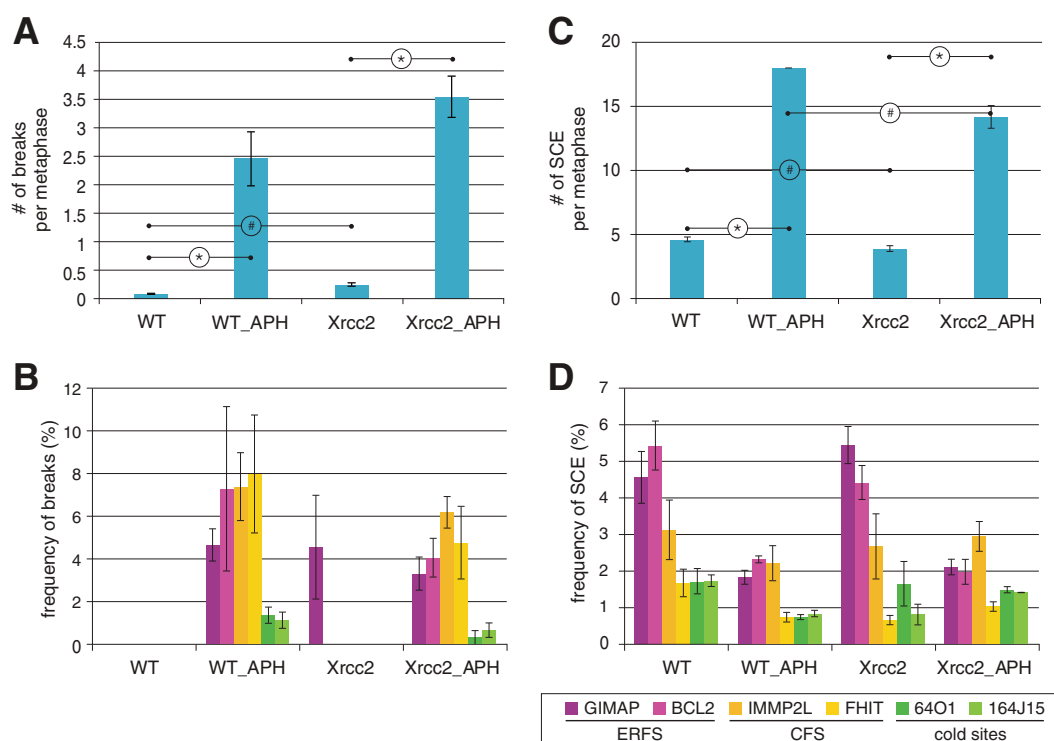 A
# of breaks
per metaphase
4.5
4
3.5
3
2.5
2
1.5
1
0.5
0
*
#
*
WT WT_APH Xrcc2 Xrcc2_APH
C
# of SCE
per metaphase
20
15
10
5
0
*
#
#
*
WT WT_APH Xrcc2 Xrcc2_APH
B
frequency of breaks (%)
12
10
8
6
4
2
0
WT WT_APH Xrcc2 Xrcc2_APH
D
frequency of SCE (%)
7
6
5
4
3
2
1
0
WT WT_APH Xrcc2 Xrcc2_APH
GIMAP BCL2 IMMP2L FHIT 64O1 164J15
ERFS CFS cold sites